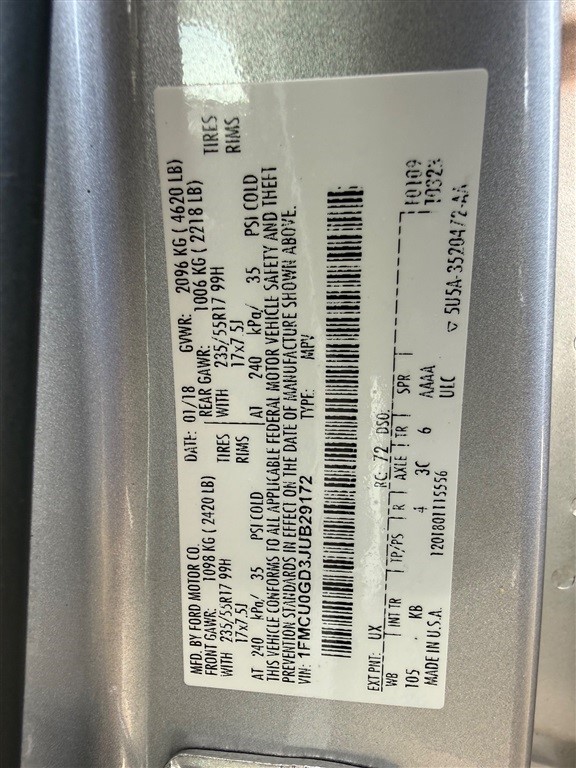 MFD. BY FORD MOTOR CO.
DATE: 01/18 GVWR: 2096 KG ( 4620 LB)
FRONT GAWR: 1098 KG ( 2420 LB) REAR GAWR: 1006 KG ( 2218 LB)
WITH 235/55R17 99H TIRES WITH 235/55R17 99H TIRES
17x7.5J RIMS 17x7.5J RIMS
AT 240 kPa/ 35 PSI COLD AT 240 kPa/ 35 PSI COLD
THIS VEHICLE CONFORMS TO ALL APPLICABLE FEDERAL MOTOR VEHICLE SAFETY AND THEFT
PREVENTION STANDARDS IN EFFECT ON THE DATE OF MANUFACTURE SHOWN ABOVE.
VIN: 1FMCU0GD3JUB29172 TYPE: MPV
EXT PNT: UX RC: 72 DSO:
WB INT TR TP/PS R AXLE TR SPR
105 KB 4 3C 6 AAAA
MADE IN U.S.A. 1201801115556 UIC
F0109
T0323
▽ 5U5A-3520472-AA